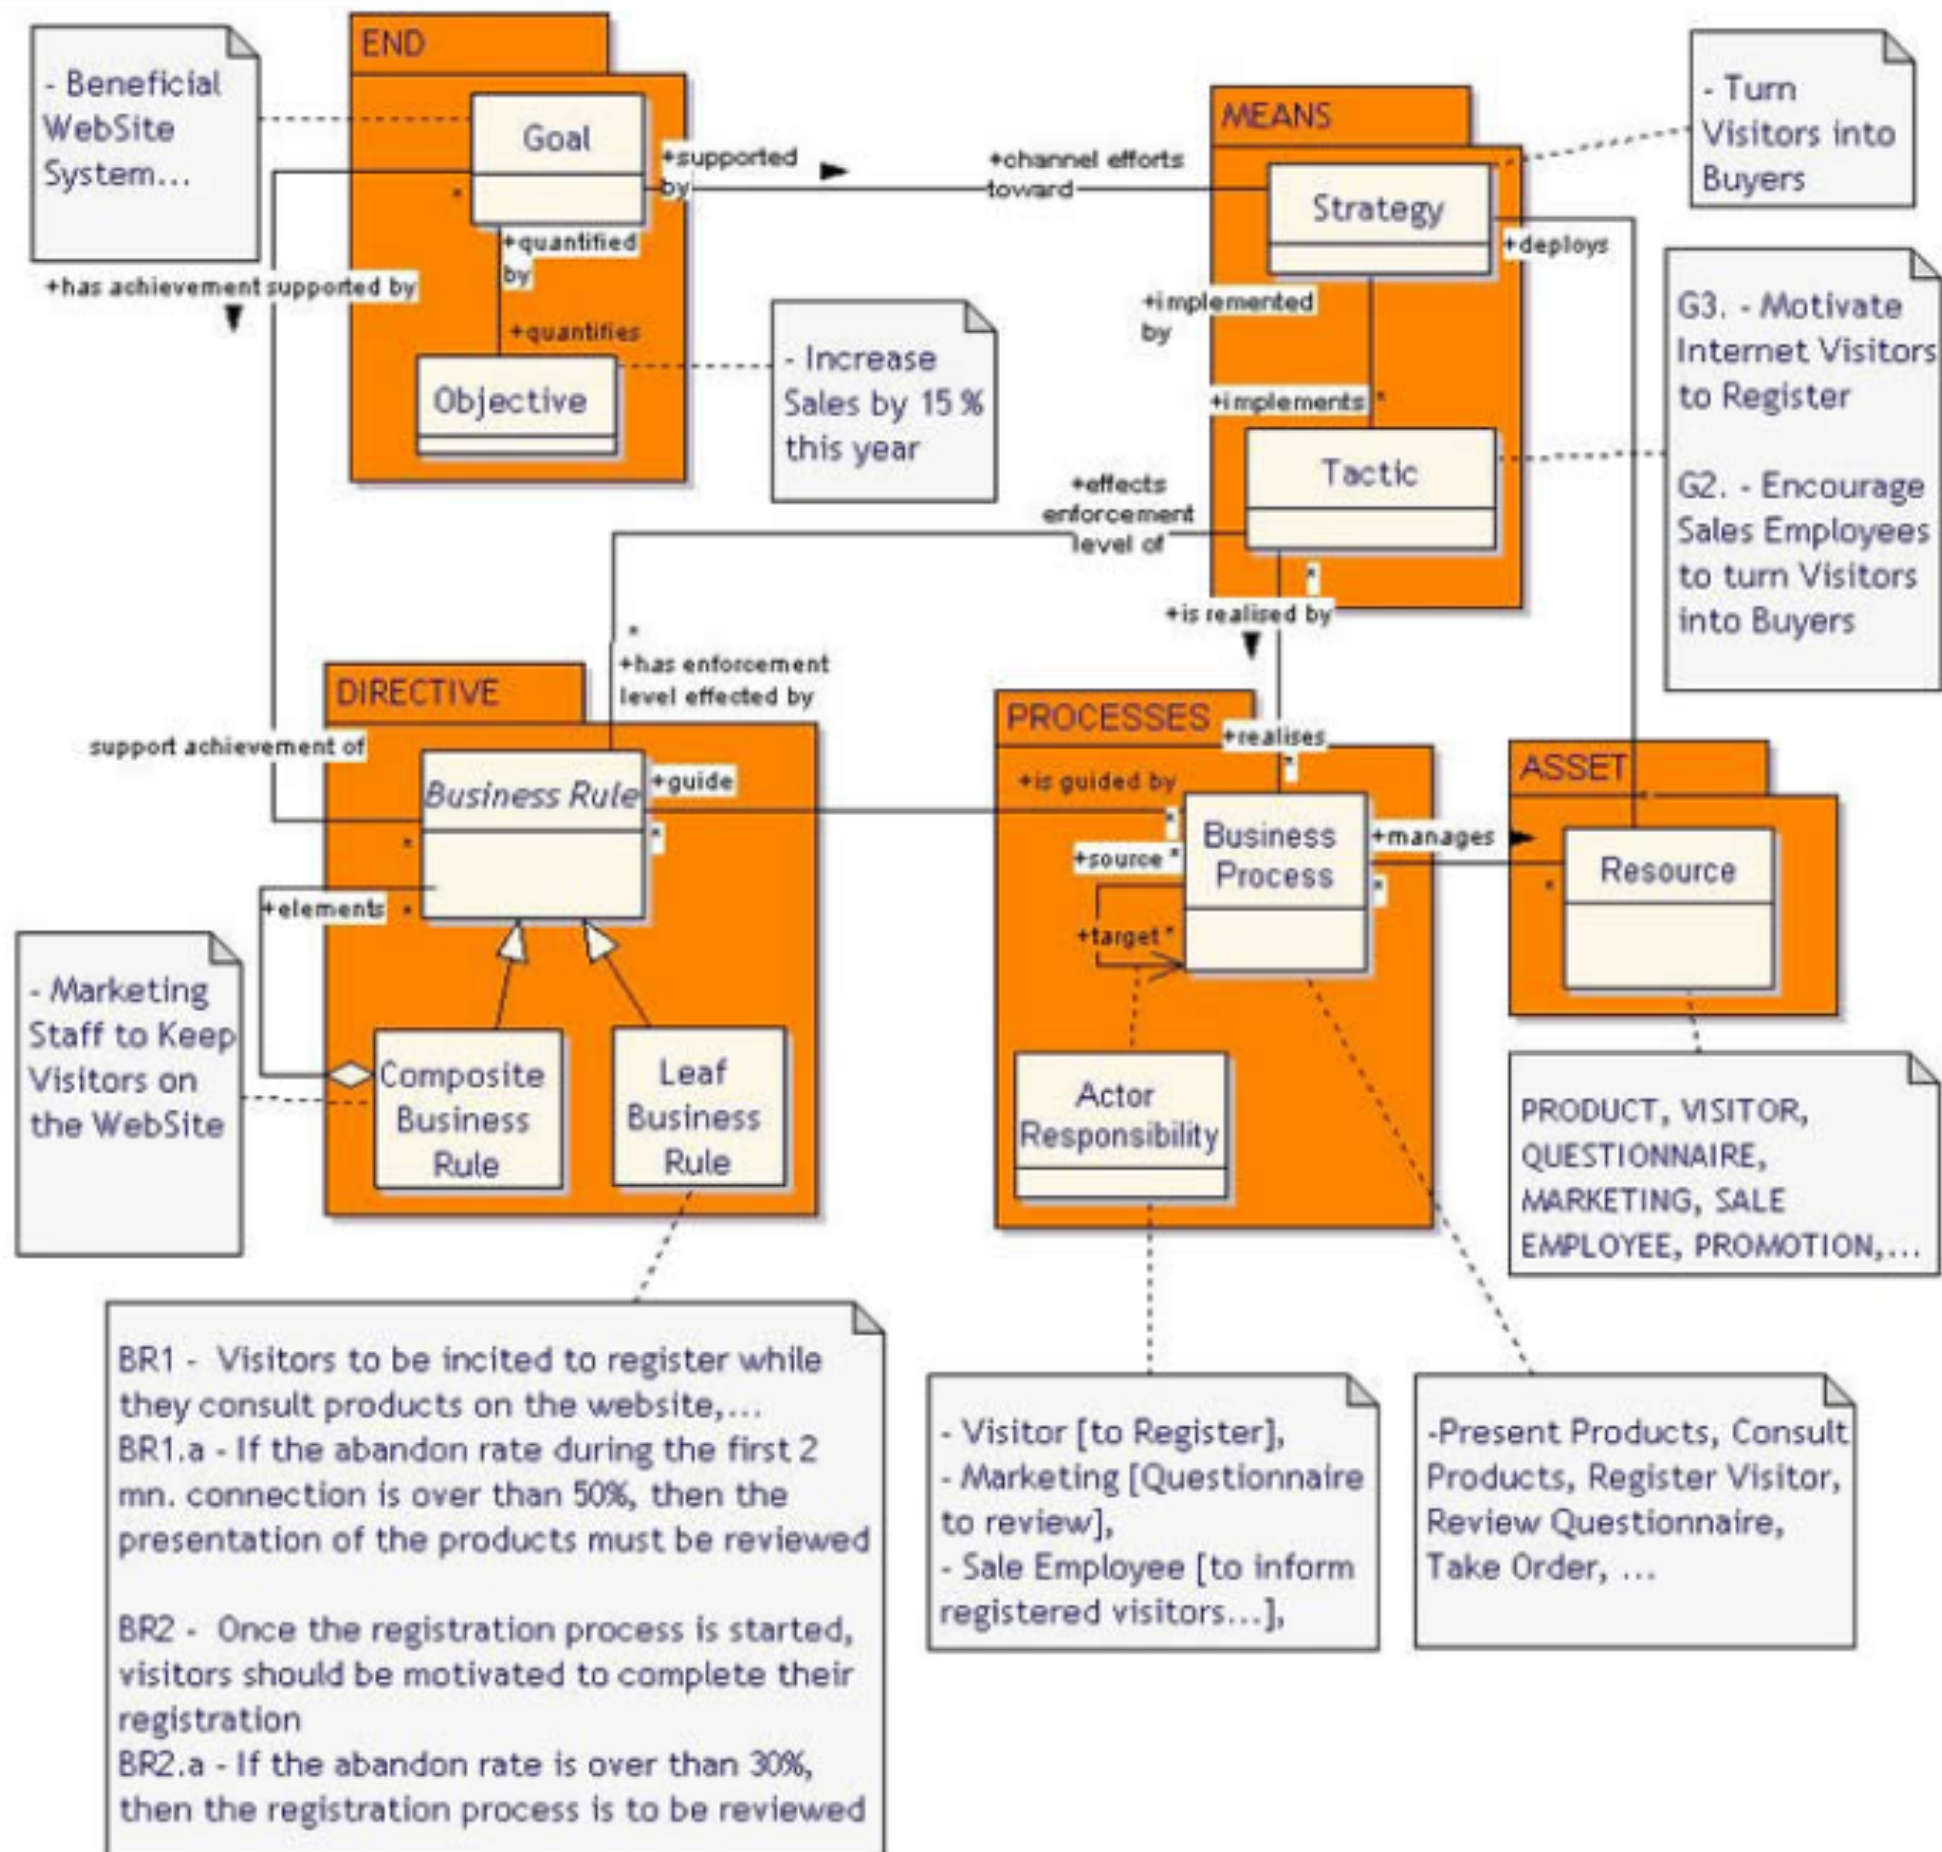 - Beneficial
WebSite
System...
END
Goal
+supported
by
+channel efforts
toward
MEANS
Strategy
- Turn
Visitors into
Buyers
*
+quantified
by
+deploys
+has achievement supported by
+quantifies
Objective
- Increase
Sales by 15 %
this year
+implemented
by
+implements
*
Tactic
G3. - Motivate
Internet Visitors
to Register
G2. - Encourage
Sales Employees
to turn Visitors
into Buyers
+effects
enforcement
level of
*
+is realised by
*
+has enforcement
level effected by
DIRECTIVE
support achievement of
Business Rule
+guide
*
*
+elements
*
PROCESSES
+realises
*
+is guided by
*
Business
Process
+source *
+target *
+manages
*
*
ASSET
Resource
- Marketing
Staff to Keep
Visitors on
the WebSite
Composite
Business
Rule
Leaf
Business
Rule
Actor
Responsibility
PRODUCT, VISITOR,
QUESTIONNAIRE,
MARKETING, SALE
EMPLOYEE, PROMOTION,...
BR1 - Visitors to be incited to register while
they consult products on the website,...
BR1.a - If the abandon rate during the first 2
mn. connection is over than 50%, then the
presentation of the products must be reviewed
BR2 - Once the registration process is started,
visitors should be motivated to complete their
registration
BR2.a - If the abandon rate is over than 30%,
then the registration process is to be reviewed
- Visitor [to Register],
- Marketing [Questionnaire
to review],
- Sale Employee [to inform
registered visitors...],
-Present Products, Consult
Products, Register Visitor,
Review Questionnaire,
Take Order, ...